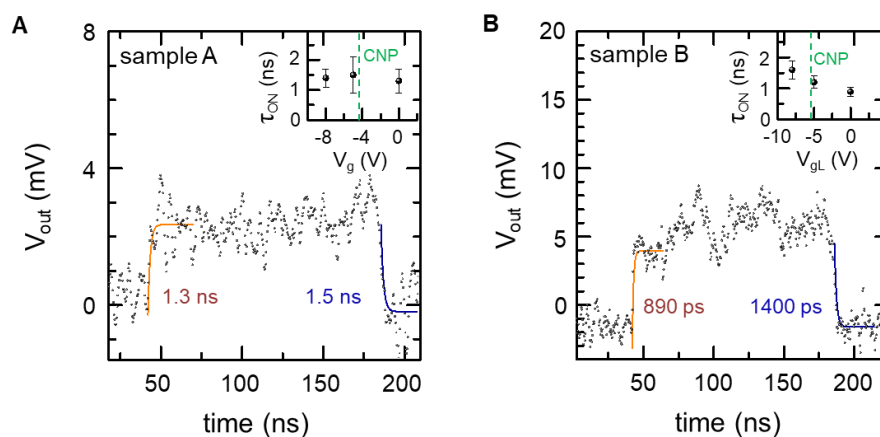 A
sample A
CNP
τON (ns)
2
1
0
-8
-4
0
Vg (V)
8
4
0
Vout (mV)
1.3 ns
1.5 ns
50
100
150
200
time (ns)
B
sample B
CNP
τON (ns)
2
1
0
-10
-5
0
VgL (V)
20
15
10
5
0
Vout (mV)
890 ps
1400 ps
50
100
150
200
time (ns)